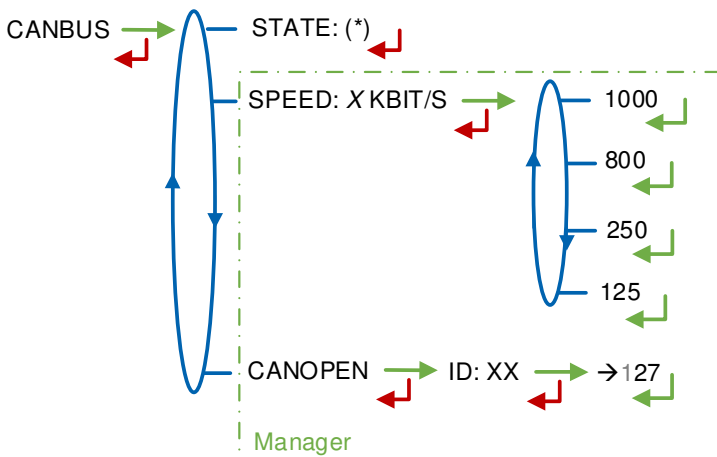 CANBUS STATE: (*)
SPEED: X KBIT/S 1000
800
250
125
CANOPEN ID: XX →127
Manager